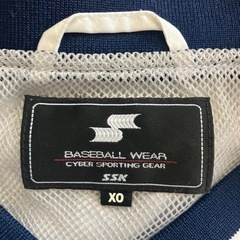 BASEBALL WEAR
CYBER SPORTING GEAR
SSK
XO